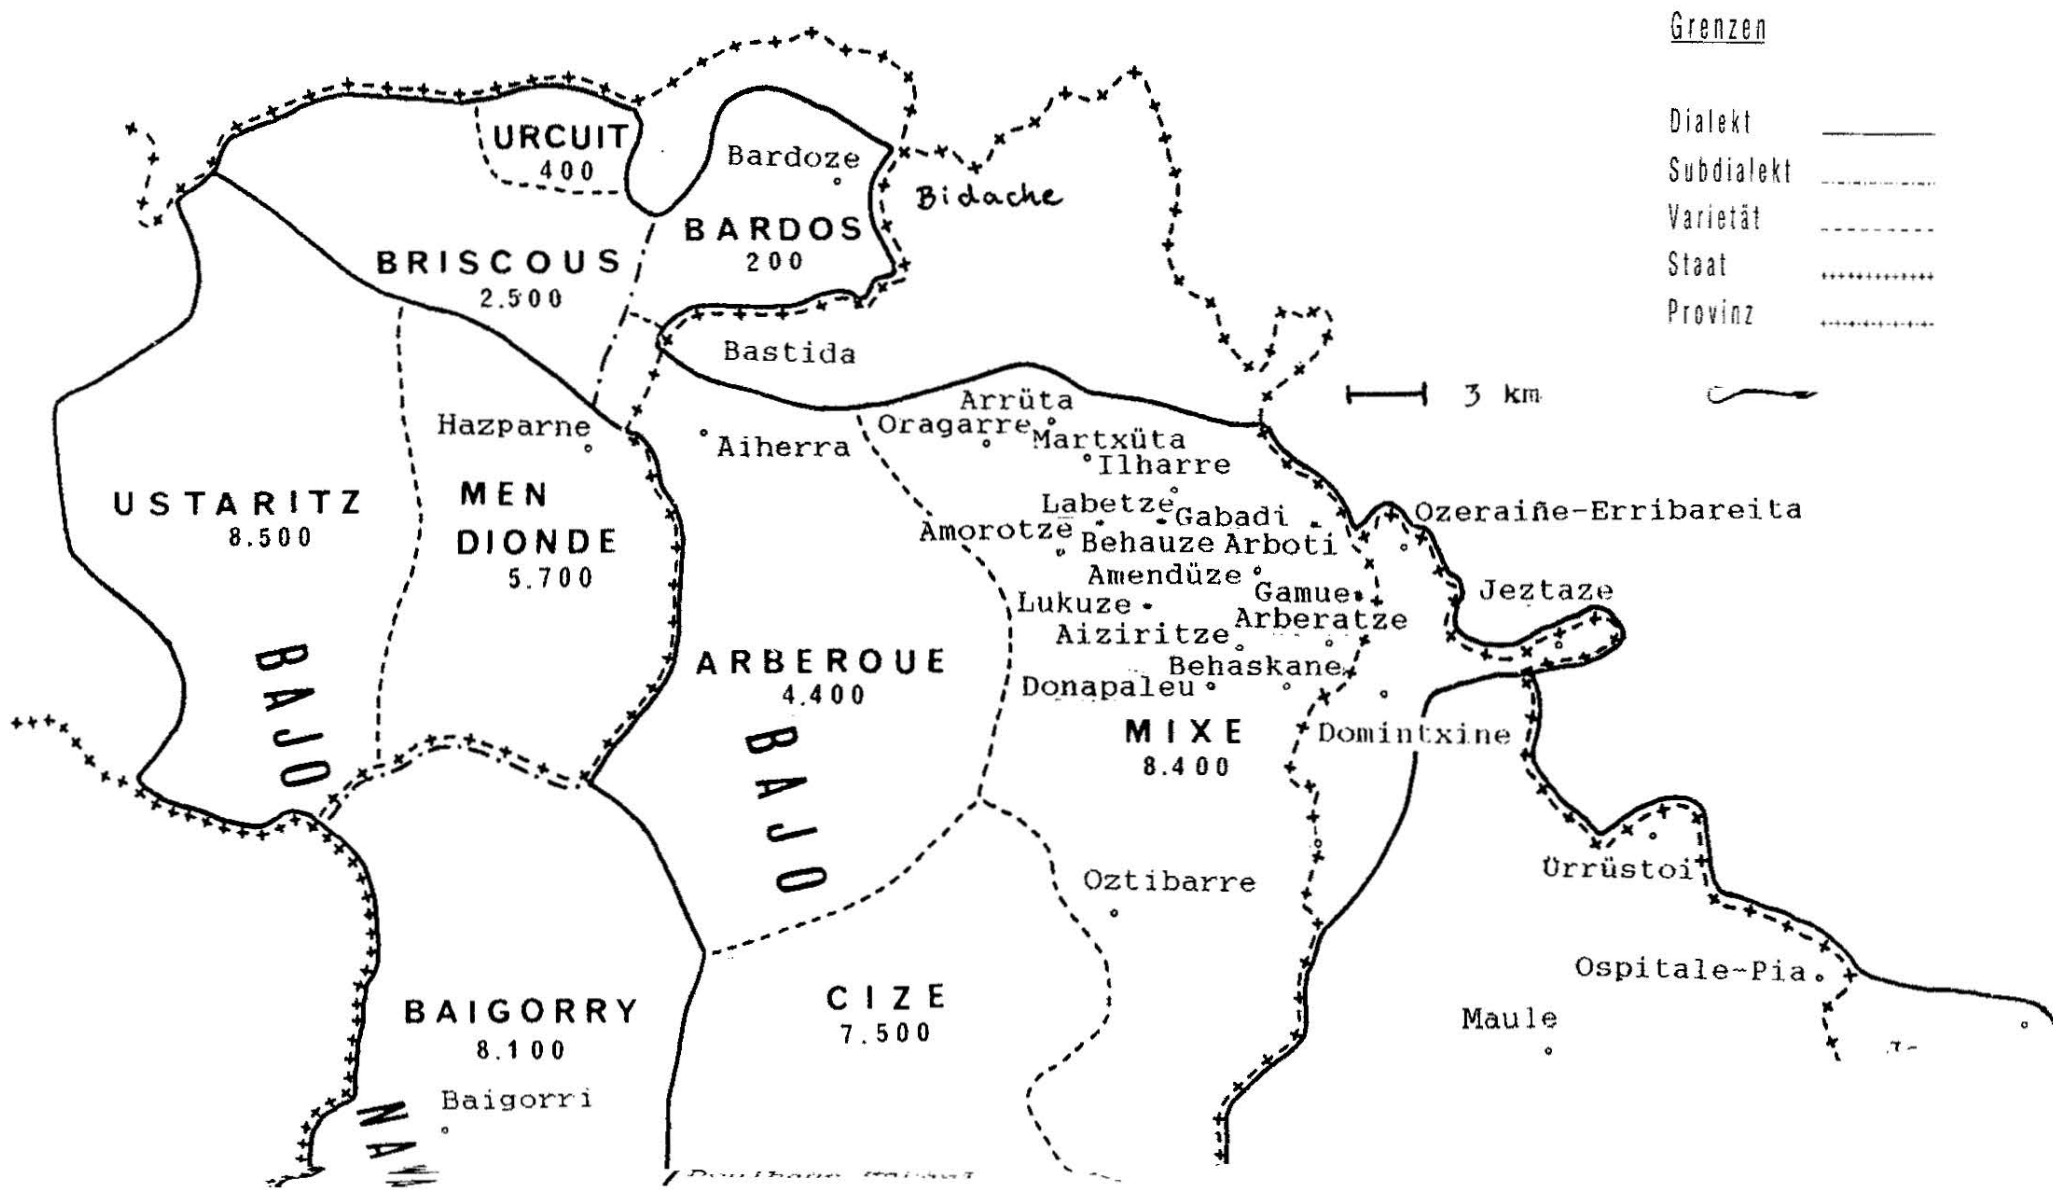 Grenzen
Dialekt
Subdialekt
Varietät
Staat
Provinz
3 km
URCUIT
400
Bardoze
Bidache
BARDOS
200
BRISCOUS
2.500
Bastida
Hazparne
Aiherra
Arrüta
Oragarre
Martxüta
Ilharre
USTARITZ
8.500
MEN
DIONDE
5.700
Labetze
Gabadi
Ozeraiñe-Erribareita
Amorotze
Behauze
Arboti
Amendüze
Gamue
Jeztaze
Lukuze
Arberatze
Aiziritze
Behaskane
Donapaleu
ARBEROUE
4.400
BAJO
BAJO
MIXE
8.400
Domintxine
Oztibarre
Ürrüstoi
Ospitale-Pia
Maule
BAIGORRY
8.100
CIZE
7.500
Baigorri
NA